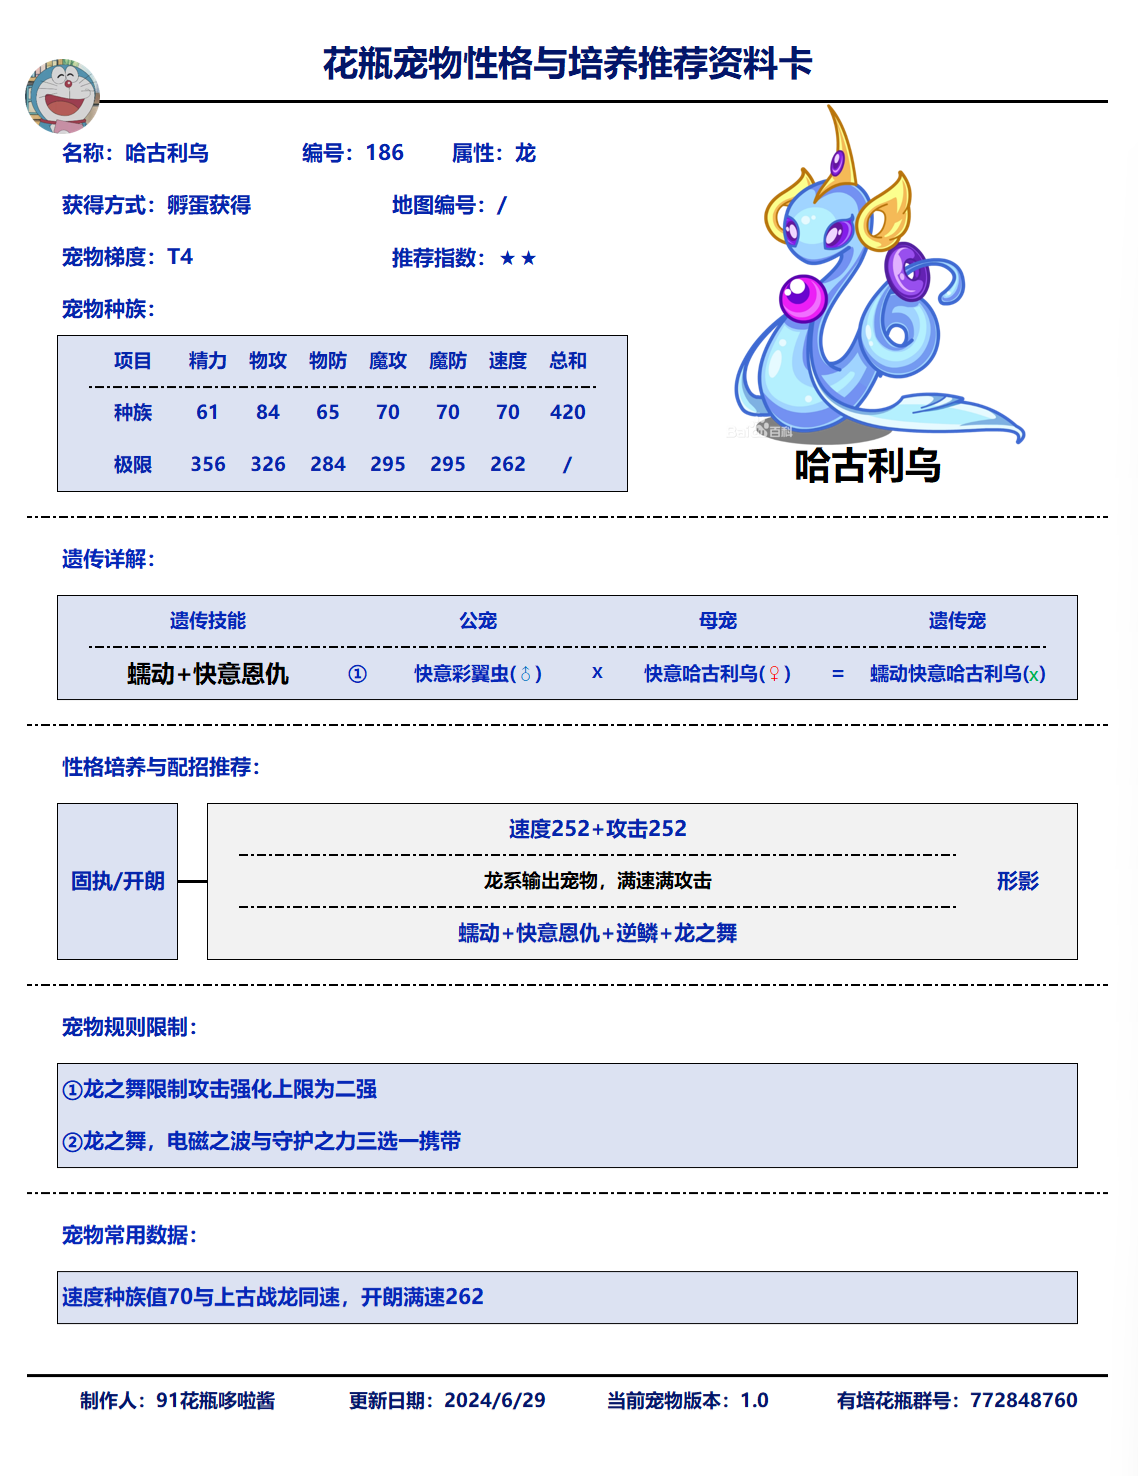 花瓶宠物性格与培养推荐资料卡
名称：哈古利乌 编号：186 属性：龙
获得方式：孵蛋获得 地图编号：/
宠物梯度：T4 推荐指数：★★
宠物种族：
项目 精力 物攻 物防 魔攻 魔防 速度 总和
种族 61 84 65 70 70 70 420
极限 356 326 284 295 295 262 /
Baidu百科
哈古利乌
遗传详解：
遗传技能 公宠 母宠 遗传宠
蠕动+快意恩仇 ① 快意彩翼虫(♂) x 快意哈古利乌(♀) = 蠕动快意哈古利乌(x)
性格培养与配招推荐：
固执/开朗
速度252+攻击252
龙系输出宠物，满速满攻击
蠕动+快意恩仇+逆鳞+龙之舞
形影
宠物规则限制：
①龙之舞限制攻击强化上限为二强
②龙之舞，电磁之波与守护之力三选一携带
宠物常用数据：
速度种族值70与上古战龙同速，开朗满速262
制作人：91花瓶哆啦酱 更新日期：2024/6/29 当前宠物版本：1.0 有培花瓶群号：772848760